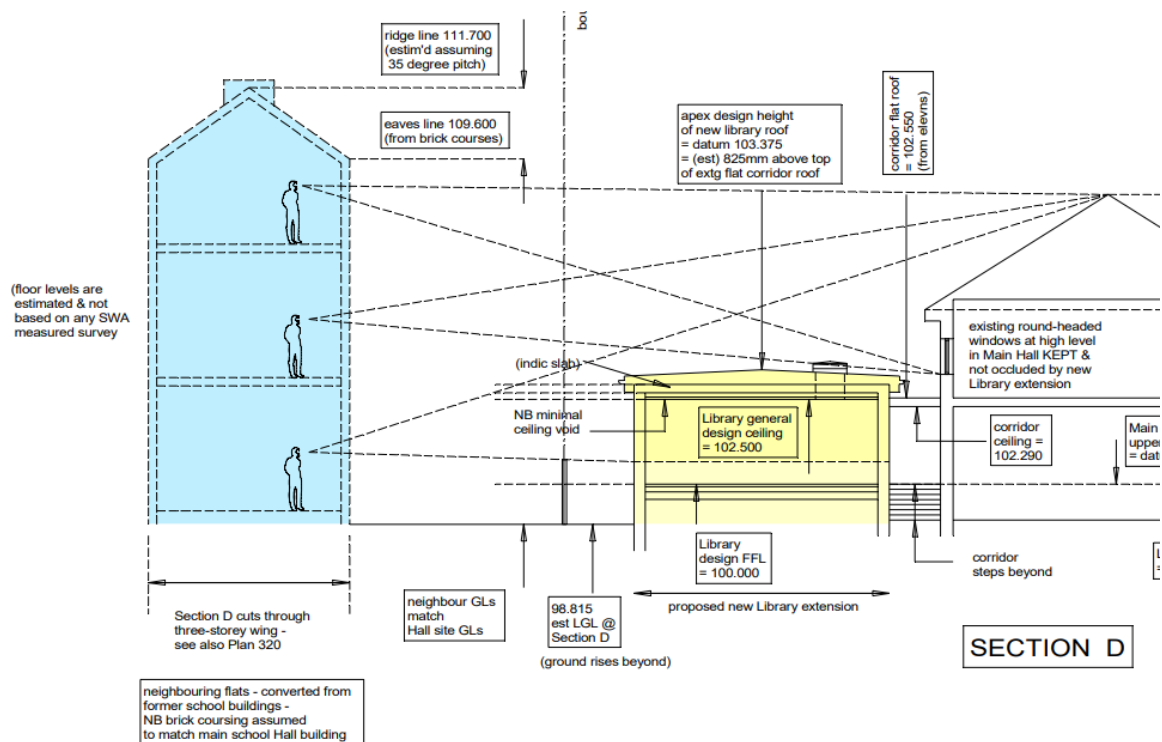 bou
ridge line 111.700
(estim'd assuming
35 degree pitch)
eaves line 109.600
(from brick courses)
apex design height
of new library roof
= datum 103.375
= (est) 825mm above top
of extg flat corridor roof
corridor flat roof
= 102.550
(from elevns)
(floor levels are
estimated & not
based on any SWA
measured survey
existing round-headed
windows at high level
in Main Hall KEPT &
not occluded by new
Library extension
(indic slab)
NB minimal
ceiling void
Library general
design ceiling
= 102.500
corridor
ceiling =
102.290
Main
upper
= dat
Library
design FFL
= 100.000
corridor
steps beyond
L
=
neighbour GLs
match
Hall site GLs
98.815
est LGL @
Section D
(ground rises beyond)
proposed new Library extension
Section D cuts through
three-storey wing -
see also Plan 320
SECTION D
neighbouring flats - converted from
former school buildings -
NB brick coursing assumed
to match main school Hall building